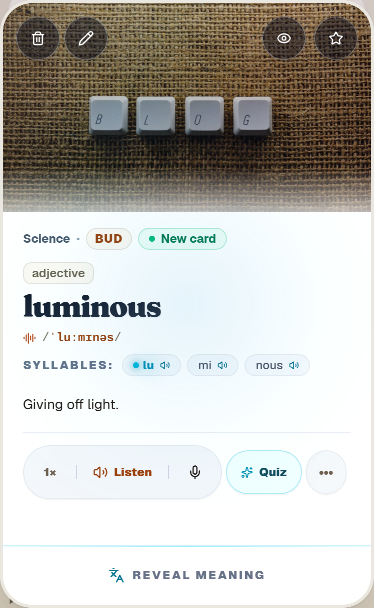 B L O G
Science · BUD New card
adjective
luminous
/ˈluːmɪnəs/
SYLLABLES: lu mi nous
Giving off light.
1× Listen Quiz
REVEAL MEANING